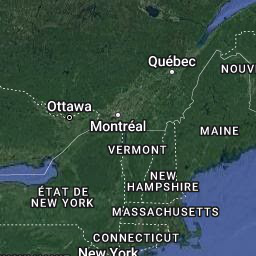 Québec
NOUV
Ottawa
Montréal
MAINE
VERMONT
NEW
HAMPSHIRE
ÉTAT DE
NEW YORK
MASSACHUSETTS
CONNECTICUT
New York